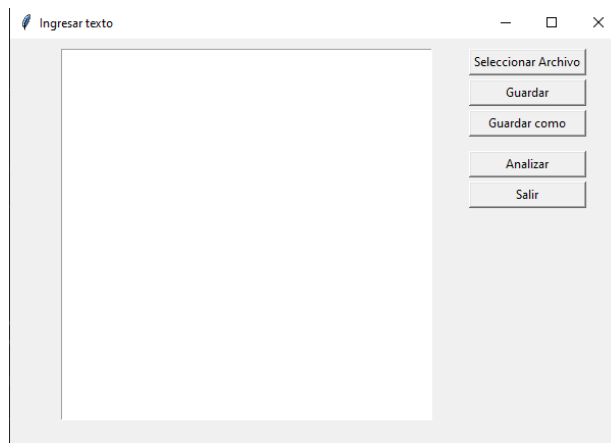 Ingresar texto
Seleccionar Archivo
Guardar
Guardar como
Analizar
Salir